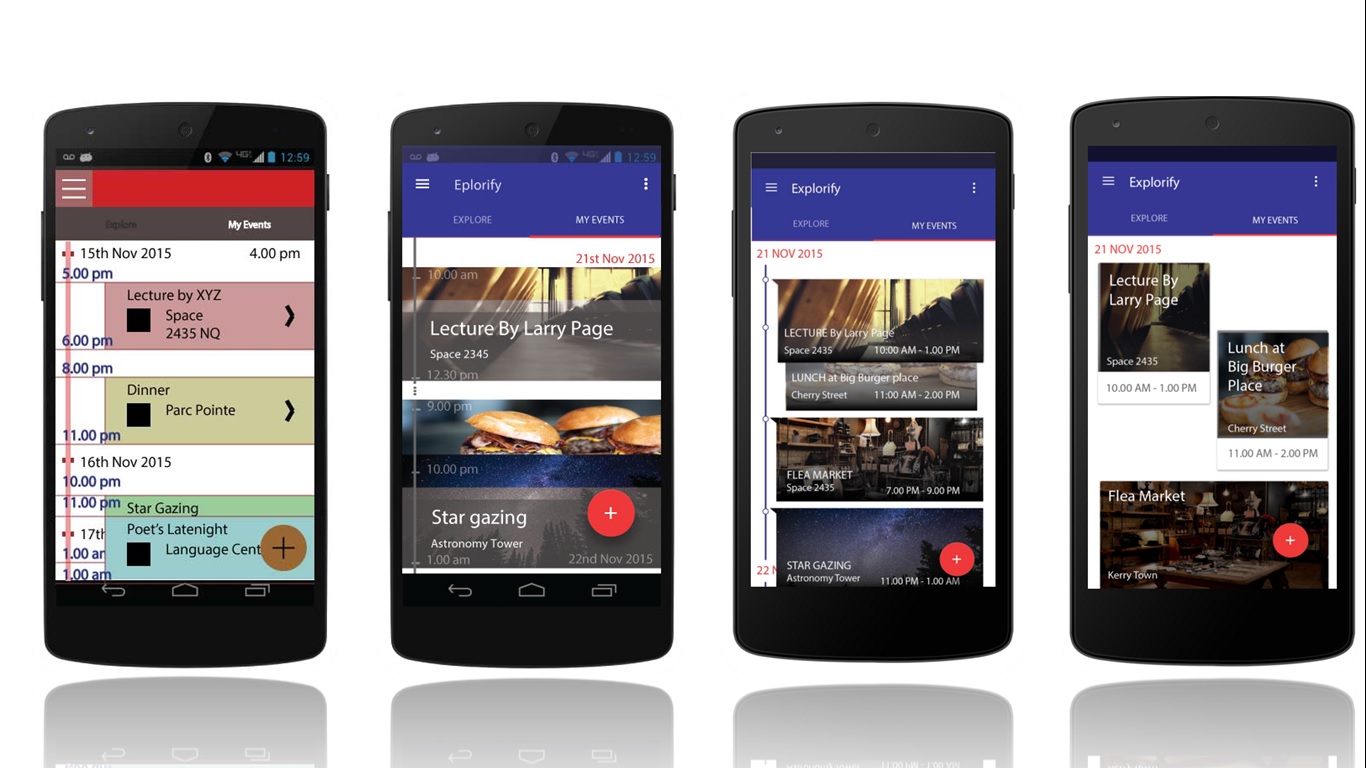 12:59
Explore My Events
15th Nov 2015 4.00 pm
5.00 pm
Lecture by XYZ
Space
2435 NQ
6.00 pm
8.00 pm
Dinner
Parc Pointe
11.00 pm
16th Nov 2015
10.00 pm
11.00 pm
Star Gazing
Poet's Latenight
17th
Language Cent
1.00 am
1.00 am
4G 12:59
Eplorify
EXPLORE MY EVENTS
21st Nov 2015
10.00 am
Lecture By Larry Page
Space 2345
12.30 pm
9.00 pm
10.00 pm
Star gazing
Astronomy Tower
1.00 am 22nd Nov 2015
Explorify
EXPLORE MY EVENTS
21 NOV 2015
LECTURE By Larry Page
Space 2435 10:00 AM - 1.00 PM
LUNCH at Big Burger place
Cherry Street 11:00 AM - 2.00 PM
FLEA MARKET
Space 2435 7.00 PM - 9.00 PM
22 N
STAR GAZING
Astronomy Tower 11.00 PM - 1.00 AM
Explorify
EXPLORE MY EVENTS
21 NOV 2015
Lecture By
Larry Page
Space 2435
10.00 AM - 1.00 PM
Lunch at
Big Burger
Place
Cherry Street
11.00 AM - 2.00 PM
Flea Market
Kerry Town